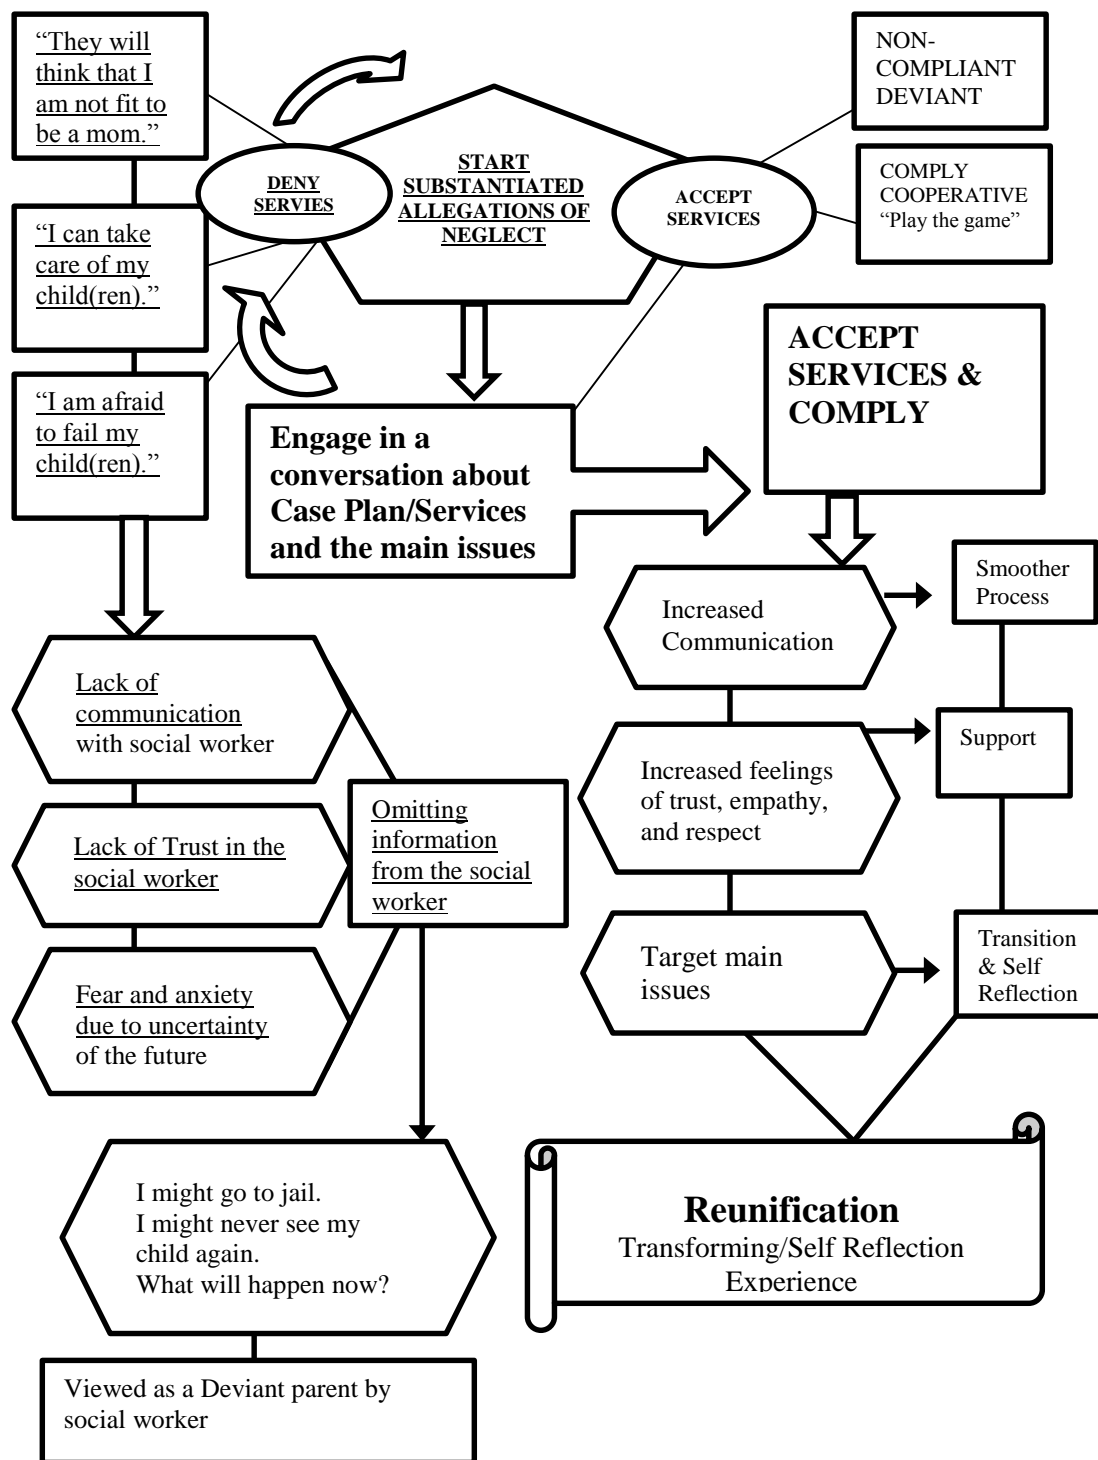 “They will
think that I
am not fit to
be a mom.”
NON-
COMPLIANT
DEVIANT
START
SUBSTANTIATED
ALLEGATIONS OF
NEGLECT
DENY
SERVIES
ACCEPT
SERVICES
COMPLY
COOPERATIVE
“Play the game”
“I can take
care of my
child(ren).”
“I am afraid
to fail my
child(ren).”
ACCEPT
SERVICES &
COMPLY
Engage in a
conversation about
Case Plan/Services
and the main issues
Increased
Communication
Smoother
Process
Lack of
communication
with social worker
Support
Increased feelings
of trust, empathy,
and respect
Omitting
information
from the social
worker
Lack of Trust in the
social worker
Target main
issues
Transition
& Self
Reflection
Fear and anxiety
due to uncertainty
of the future
I might go to jail.
I might never see my
child again.
What will happen now?
Reunification
Transforming/Self Reflection
Experience
Viewed as a Deviant parent by
social worker